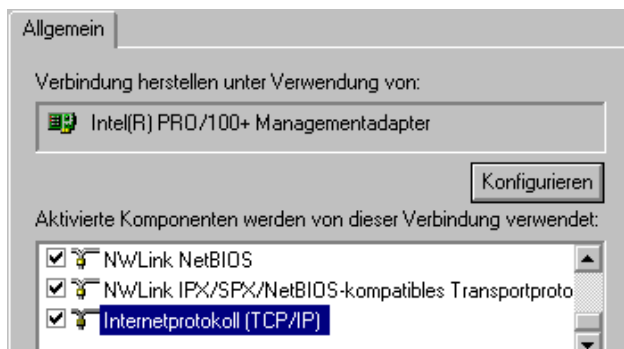 Allgemein
Verbindung herstellen unter Verwendung von:
Intel(R) PRO/100+ Managementadapter
Konfigurieren
Aktivierte Komponenten werden von dieser Verbindung verwendet:
NWLink NetBIOS
NWLink IPX/SPX/NetBIOS-kompatibles Transportproto
Internetprotokoll (TCP/IP)